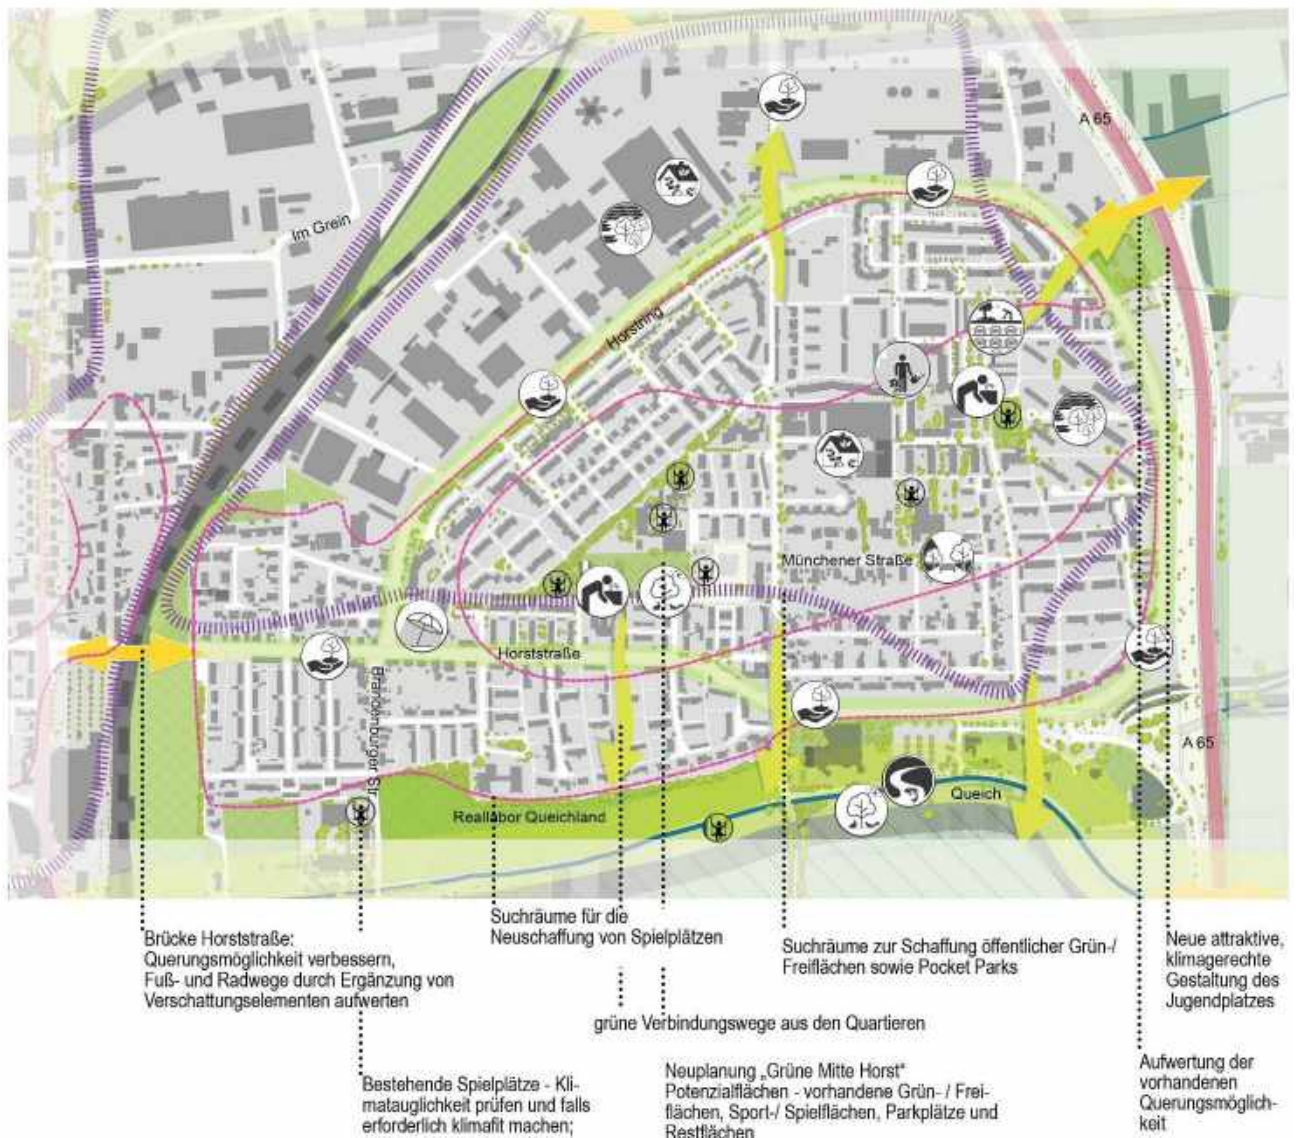 A 65
Im Grein
Horstring
Münchener Straße
Horststraße
Brandenburger Str
A 65
Queich
Reallabor Queichland
Suchräume für die
Neuschaffung von Spielplätzen
Brücke Horststraße:
Querungsmöglichkeit verbessern,
Fuß- und Radwege durch Ergänzung von
Verschattungselementen aufwerten
Suchräume zur Schaffung öffentlicher Grün-/
Freiflächen sowie Pocket Parks
Neue attraktive,
klimagerechte
Gestaltung des
Jugendplatzes
grüne Verbindungswege aus den Quartieren
Bestehende Spielplätze - Kli-
matauglichkeit prüfen und falls
erforderlich klimafit machen;
Neuplanung „Grüne Mitte Horst“
Potenzialflächen - vorhandene Grün- / Frei-
flächen, Sport-/ Spielflächen, Parkplätze und
Restflächen
Aufwertung der
vorhandenen
Querungsmöglich-
keit